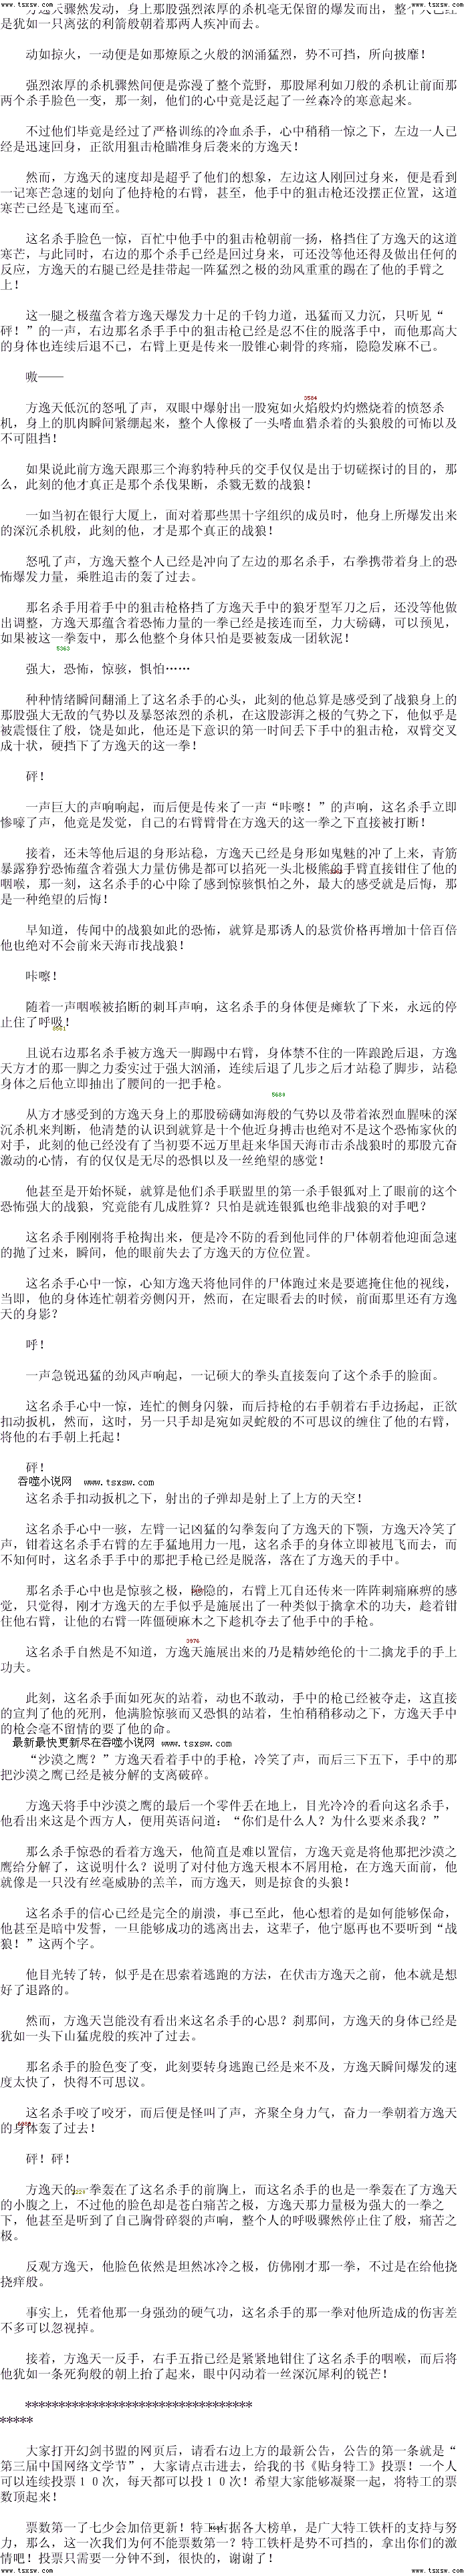 www.tsxsw.com www.tsxsw.com
方逸天骤然发动，身上那股强烈浓厚的杀机毫无保留的爆发而出，整个人已经
是犹如一只离弦的利箭般朝着那两人疾冲而去。
动如掠火，一动便是如那燎原之火般的汹涌猛烈，势不可挡，所向披靡！
强烈浓厚的杀机骤然间便是弥漫了整个荒野，那股犀利如刀般的杀机让前面那
两个杀手脸色一变，那一刻，他们的心中竟是泛起了一丝森冷的寒意起来。
不过他们毕竟是经过了严格训练的冷血杀手，心中稍稍一惊之下，左边一人已
经是迅速回身，正欲用狙击枪瞄准身后袭来的方逸天！
然而，方逸天的速度却是超乎了他们的想象，左边这人刚回过身来，便是看到
一记寒芒急速的划向了他持枪的右臂，甚至，他手中的狙击枪还没摆正位置，这道
寒芒已经是飞速而至。
这名杀手脸色一惊，百忙中他手中的狙击枪朝前一扬，格挡住了方逸天的这道
寒芒，与此同时，右边的那个杀手已经是回过身来，可还没等他还得及做出任何的
反应，方逸天的右腿已经是挂带起一阵猛烈之极的劲风重重的踢在了他的手臂之
上！
这一腿之极蕴含着方逸天爆发力十足的千钧力道，迅猛而又力沉，只听见“
砰！”的一声，右边那名杀手手中的狙击枪已经是忍不住的脱落手中，而他那高大
的身体也连续后退不已，右臂上更是传来一股锥心刺骨的疼痛，隐隐发麻不已。
嗷——
3584
方逸天低沉的怒吼了声，双眼中爆射出一股宛如火焰般灼灼燃烧着的愤怒杀
机，身上的肌肉瞬间紧绷起来，整个人像极了一头嗜血猎杀着的头狼般的可怖以及
不可阻挡！
如果说此前方逸天跟那三个海豹特种兵的交手仅仅是出于切磋探讨的目的，那
么，此刻的他才真正是那个杀伐果断，杀戮无数的战狼！
一如当初在银行大厦上，面对着那些黑十字组织的成员时，他身上所爆发出来
的深沉杀机般，此刻的他，才是那个真正的战狼！
怒吼了声，方逸天整个人已经是冲向了左边的那名杀手，右拳携带着身上的恐
怖爆发力量，乘胜追击的轰了过去。
那名杀手用着手中的狙击枪格挡了方逸天手中的狼牙型军刀之后，还没等他做
出调整，方逸天那蕴含着恐怖力量的一拳已经是接连而至，力大磅礴，可以预见，
如果被这一拳轰中，那么他整个身体只怕是要被轰成一团软泥！
5363
强大，恐怖，惊骇，惧怕……
种种情绪瞬间翻涌上了这名杀手的心头，此刻的他总算是感受到了战狼身上的
那股强大无敌的气势以及暴怒浓烈的杀机，在这股澎湃之极的气势之下，他似乎是
被震慑住了般，饶是如此，他还是下意识的第一时间丢下手中的狙击枪，双臂交叉
成十状，硬挡下了方逸天的这一拳！
砰！
一声巨大的声响响起，而后便是传来了一声“咔嚓！”的声响，这名杀手立即
惨嚎了声，他竟是发觉，自己的右臂臂骨在方逸天的这一拳之下直接被打断！
接着，还未等他后退的身形站稳，方逸天已经是身形如鬼魅的冲了上来，青筋
暴露狰狞恐怖蕴含着强大力量仿佛是都可以掐死一头北极熊的手臂直接钳住了他的
咽喉，那一刻，这名杀手的心中除了感到惊骇惧怕之外，最大的感受就是后悔，那
是一种绝望的后悔！
早知道，传闻中的战狼如此的恐怖，就算是那诱人的悬赏价格再增加十倍百倍
他也绝对不会前来天海市找战狼！
咔嚓！
随着一声咽喉被掐断的刺耳声响，这名杀手的身体便是瘫软了下来，永远的停
止住了呼吸！
且说右边那名杀手被方逸天一脚踢中右臂，身体禁不住的一阵踉跄后退，方逸
天方才的那一脚之力委实过于强大汹涌，连续后退了几步之后才站稳了脚步，站稳
身体之后他立即抽出了腰间的一把手枪。
5680
从方才感受到的方逸天身上的那股磅礴如海般的气势以及带着浓烈血腥味的深
沉杀机来判断，他清楚的认识到就算是十个他近身搏击也绝对不是这个恐怖家伙的
对手，此刻的他已经没有了当初要不远万里赶来华国天海市击杀战狼时的那股亢奋
激动的心情，有的仅仅是无尽的恐惧以及一丝绝望的感觉！
他甚至是开始怀疑，就算是他们杀手联盟里的第一杀手银狐对上了眼前的这个
恐怖强大的战狼，究竟能有几成胜算？只怕是就连银狐也绝非战狼的对手吧？
这名杀手刚刚将手枪掏出来，便是冷不防的看到他同伴的尸体朝着他迎面急速
的抛了过来，瞬间，他的眼前失去了方逸天的方位位置。
这名杀手心中一惊，心知方逸天将他同伴的尸体跑过来是要遮掩住他的视线，
当即，他的身体连忙朝着旁侧闪开，然而，在定眼看去的时候，前面那里还有方逸
天的身影？
呼！
一声急锐迅猛的劲风声响起，一记硕大的拳头直接轰向了这个杀手的脸面。
这名杀手心中一惊，连忙的侧身闪躲，而后持枪的右手朝着右手边扬起，正欲
扣动扳机，然而，这时，另一只手却是宛如灵蛇般的不可思议的缠住了他的右臂，
将他的右手朝上托起！
砰！
吞噬小说网 www.tsxsw.com
这名杀手扣动扳机之下，射出的子弹却是射上了上方的天空！
这名杀手心中一骇，左臂一记凶猛的勾拳轰向了方逸天的下颚，方逸天冷笑了
声，钳着这名杀手右臂的左手猛地用力一甩，这名杀手的身体立即被甩飞而去，而
不知何时，这名杀手手中的那把手枪已经是脱落，落在了方逸天的手中。
那名杀手心中也是惊骇之极，隐隐的，右臂上兀自还传来一阵阵刺痛麻痹的感
觉，只觉得，刚才方逸天的左手似乎是施展出了一种类似于擒拿术的功夫，趁着钳
住他右臂，让他的右臂一阵僵硬麻木之下趁机夺去了他手中的手枪。
3976
这名杀手自然是不知道，方逸天施展出来的乃是精妙绝伦的十二擒龙手的手上
功夫。
此刻，这名杀手面如死灰的站着，动也不敢动，手中的枪已经被夺走，这直接
的宣判了他的死刑，他满脸惊骇而又恐惧的站着，生怕稍稍移动之下，方逸天手中
的枪会毫不留情的要了他的命。
最新最快更新尽在吞噬小说网 www.tsxsw.com
“沙漠之鹰？”方逸天看着手中的手枪，冷笑了声，而后三下五下，手中的那
把沙漠之鹰已经是被分解的支离破碎。
方逸天将手中沙漠之鹰的最后一个零件丢在地上，目光冷冷的看向这名杀手，
他看出来这是个西方人，便用英语问道：“你们是什么人？为什么要来杀我？”
那么杀手惊恐的看着方逸天，他简直是难以置信，方逸天竟是将他那把沙漠之
鹰给分解了，这说明什么？说明了对付他方逸天根本不屑用枪，在方逸天面前，他
就像是一只没有丝毫威胁的羔羊，而方逸天，则是掠食的头狼！
这名杀手的信心已经是完全的崩溃，事已至此，他心想着的是如何能够保命，
他甚至是暗中发誓，一旦能够成功的逃离出去，这辈子，他宁愿再也不要听到“战
狼！”这两个字。
他目光转了转，似乎是在思索着逃跑的方法，在伏击方逸天之前，他本就是想
好了退路的。
然而，方逸天岂能没有看出来这名杀手的心思？刹那间，方逸天的身体已经是
犹如一头下山猛虎般的疾冲了过去。
那名杀手的脸色变了变，此刻要转身逃跑已经是来不及，方逸天瞬间爆发的速
度太快了，快得不可思议。
这名杀手咬了咬牙，而后便是怪叫了声，齐聚全身力气，奋力一拳朝着方逸天
的身体轰了过去！
砰！砰！
方逸天的一拳轰在了这名杀手的前胸上，而这名杀手的也是一拳轰在了方逸天
的小腹之上，不过他的脸色却是苍白痛苦之极，方逸天那力量极为强大的一拳之
下，他甚至是听到了自己胸骨碎裂的声响，整个人的呼吸骤然停止住了般，痛苦之
极。
反观方逸天，他脸色依然是坦然冰冷之极，仿佛刚才那一拳，不过是在给他挠
挠痒般。
事实上，凭着他那一身强劲的硬气功，这名杀手的那一拳对他所造成的伤害差
不多可以忽视掉。
接着，方逸天一反手，右手五指已经是紧紧地钳住了这名杀手的咽喉，而后将
他犹如一条死狗般的朝上抬了起来，眼中闪动着一丝深沉犀利的锐芒！
**********************************
*****
大家打开幻剑书盟的网页后，请看右边上方的最新公告，公告的第一条就是“
第三届中国网络文学节”，大家请点击进去，给我的书《贴身特工》投票！一个人
可以连续投票１０次，每天都可以投１０次！希望大家能够凝聚一起，将特工的票
数顶起来！
票数第一了七少会加倍更新！特工占据各大榜单，是广大特工铁杆的支持与努
力，那么，这一次我们为何不能票数第一？特工铁杆是势不可挡的，拿出你们的激
情吧！投票只需要一分钟不到，很快的，谢谢了！
www.tsxsw.com www.tsxsw.com